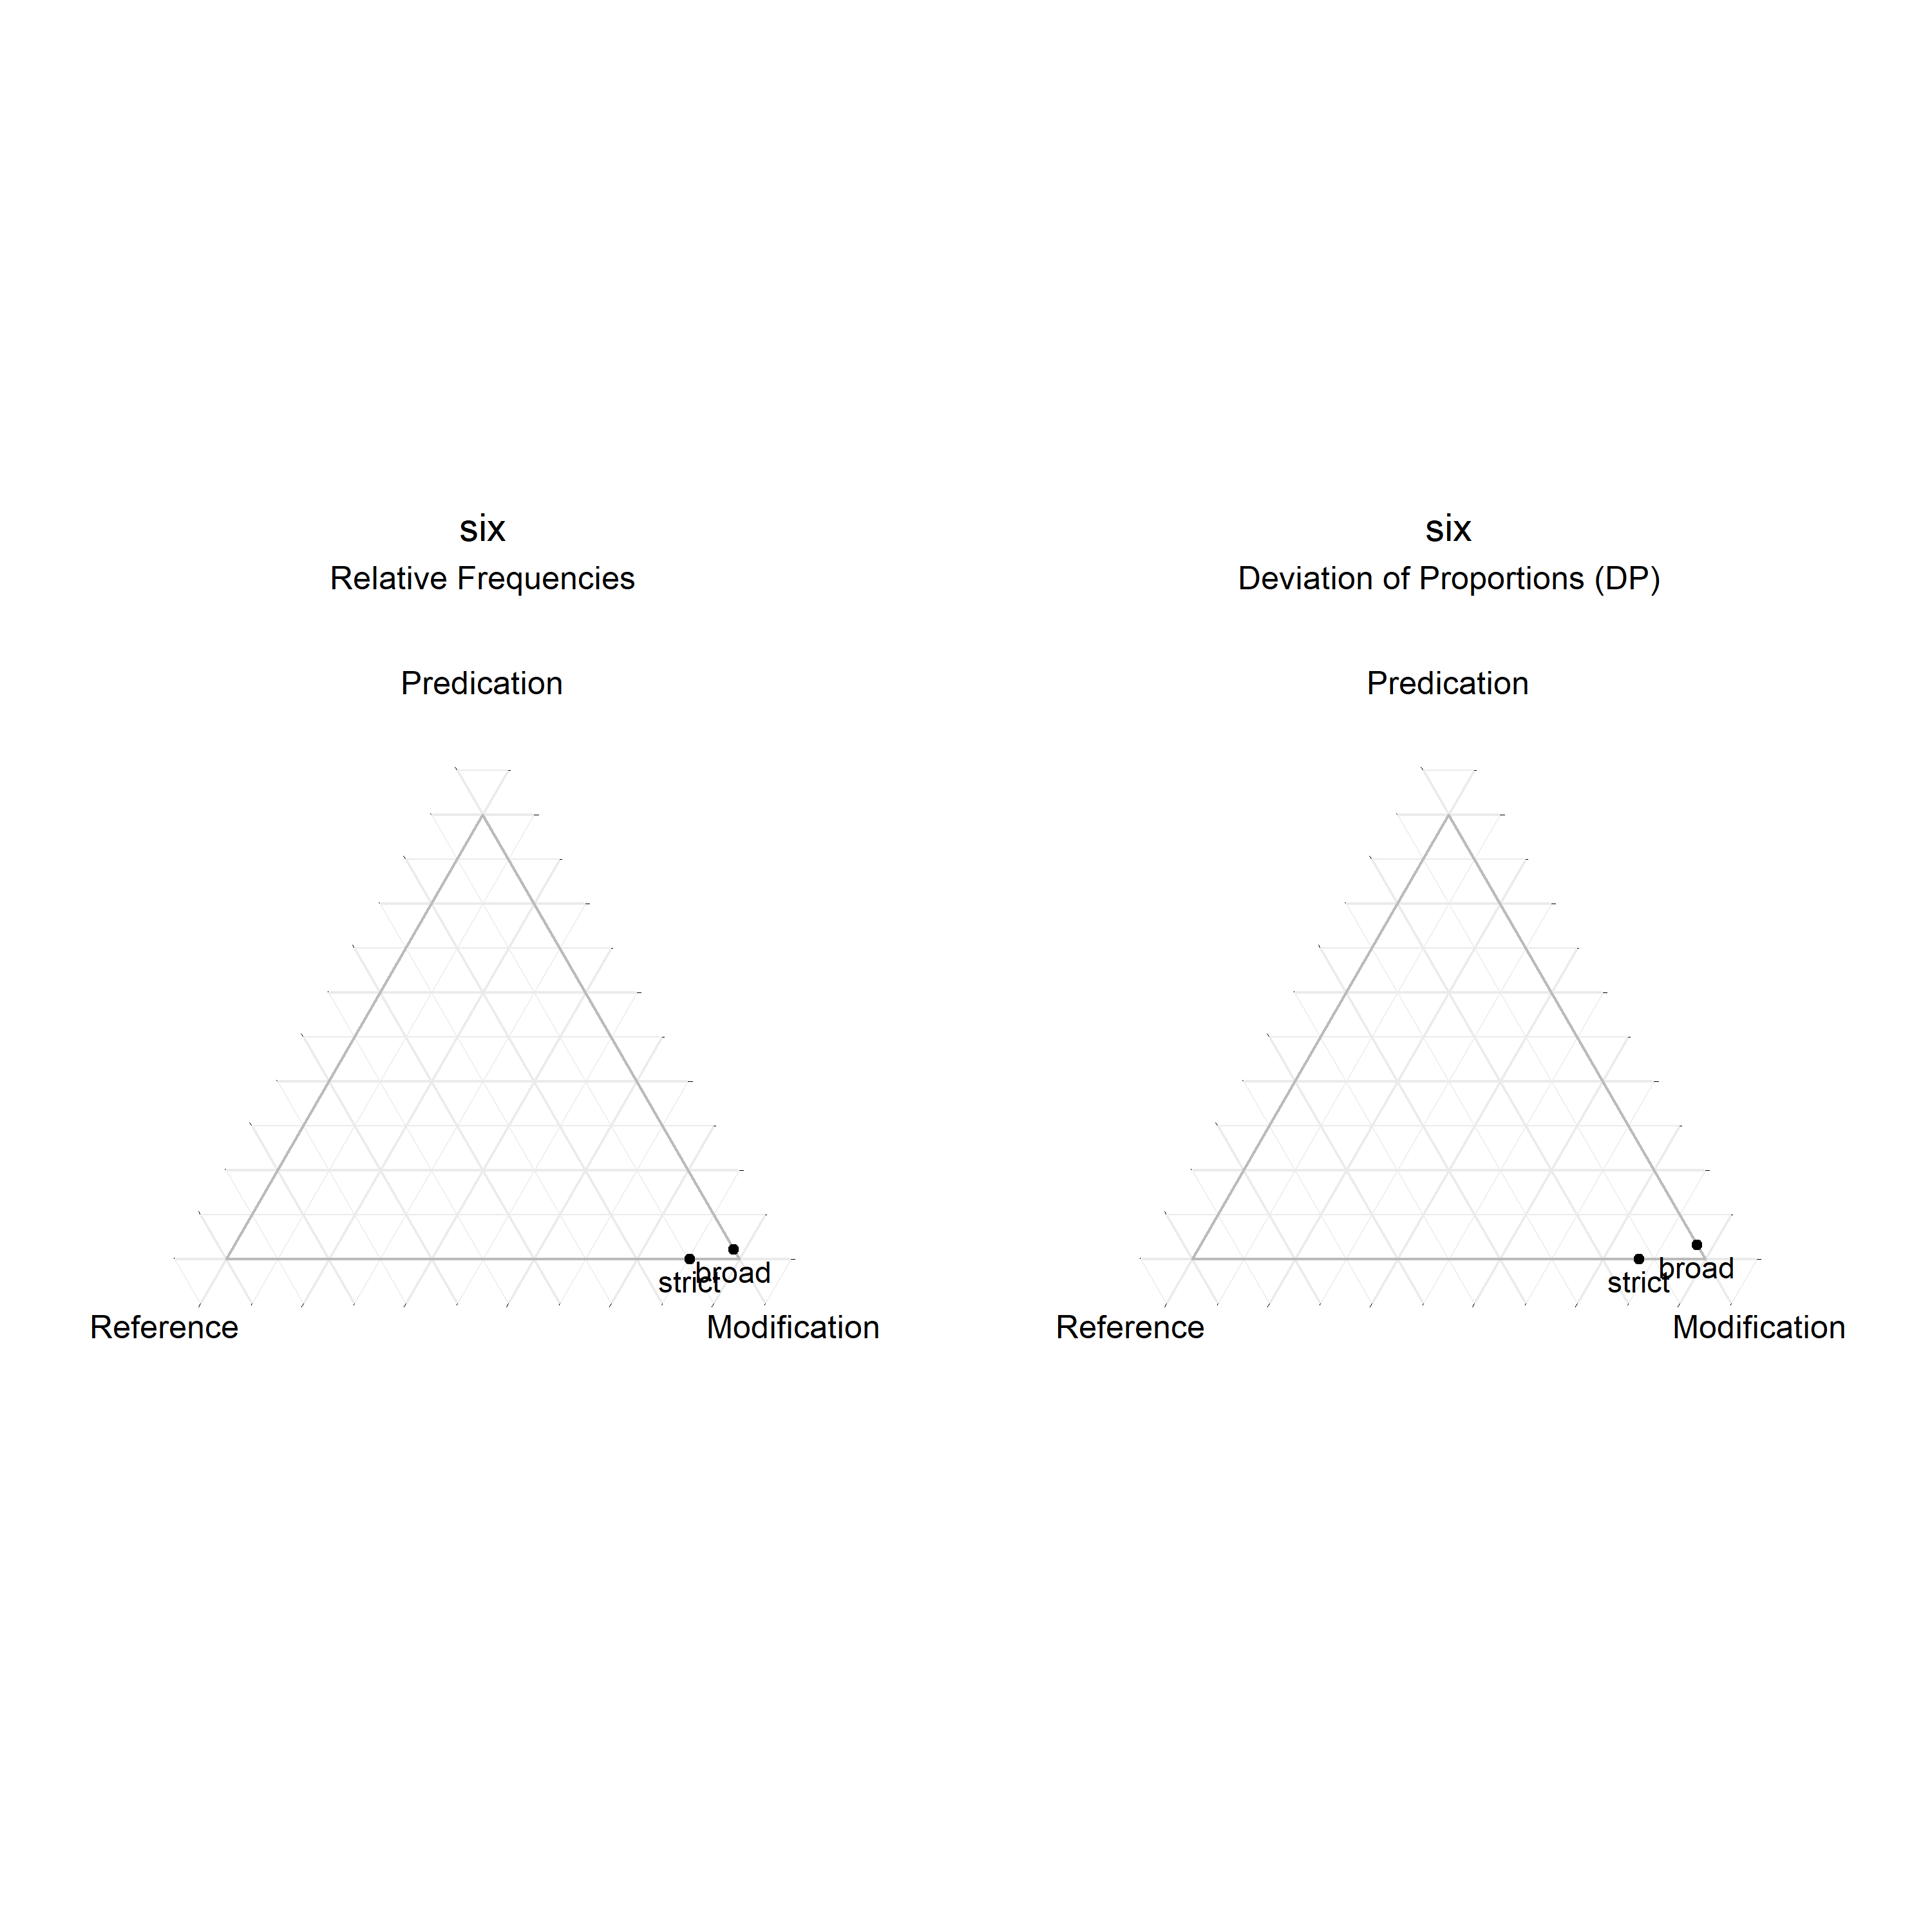 six
Relative Frequencies
Predication
strict
broad
Reference
Modification
six
Deviation of Proportions (DP)
Predication
strict
broad
Reference
Modification